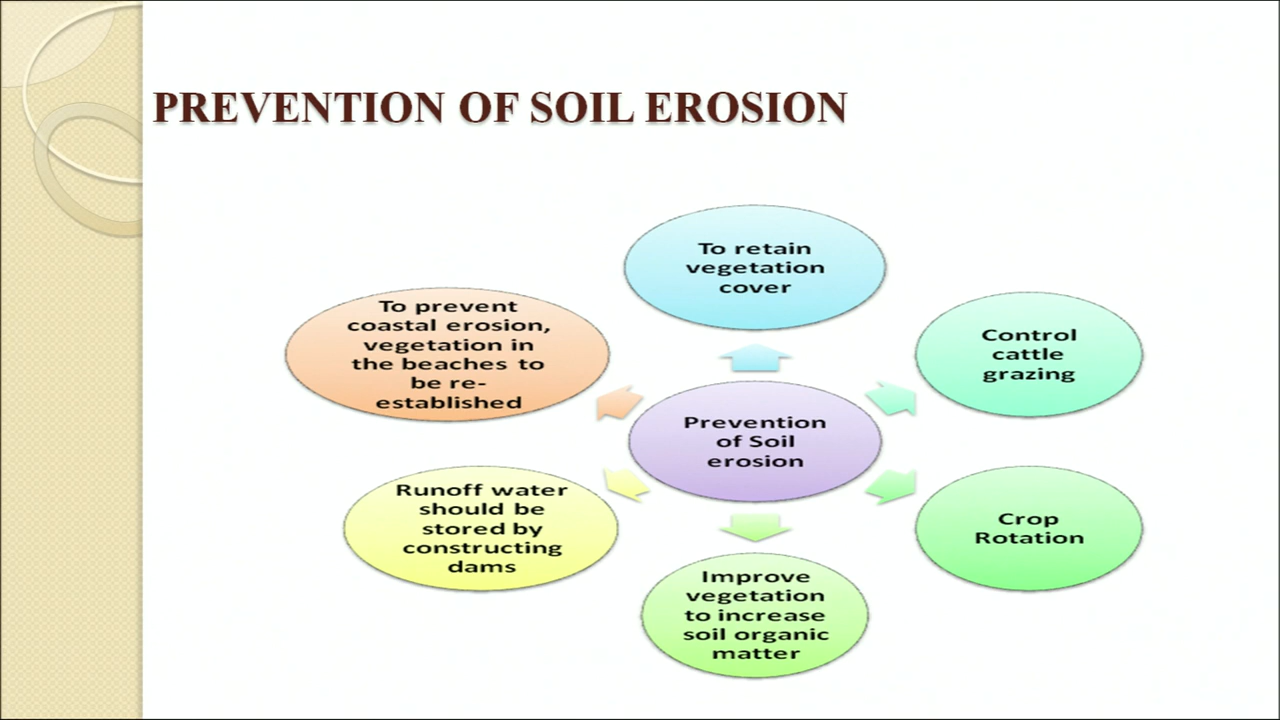 PREVENTION OF SOIL EROSION
To retain
vegetation
cover
Control
cattle
grazing
Crop
Rotation
Improve
vegetation
to increase
soil organic
matter
Runoff water
should be
stored by
constructing
dams
To prevent
coastal erosion,
vegetation in
the beaches to
be re-
established
Prevention
of Soil
erosion